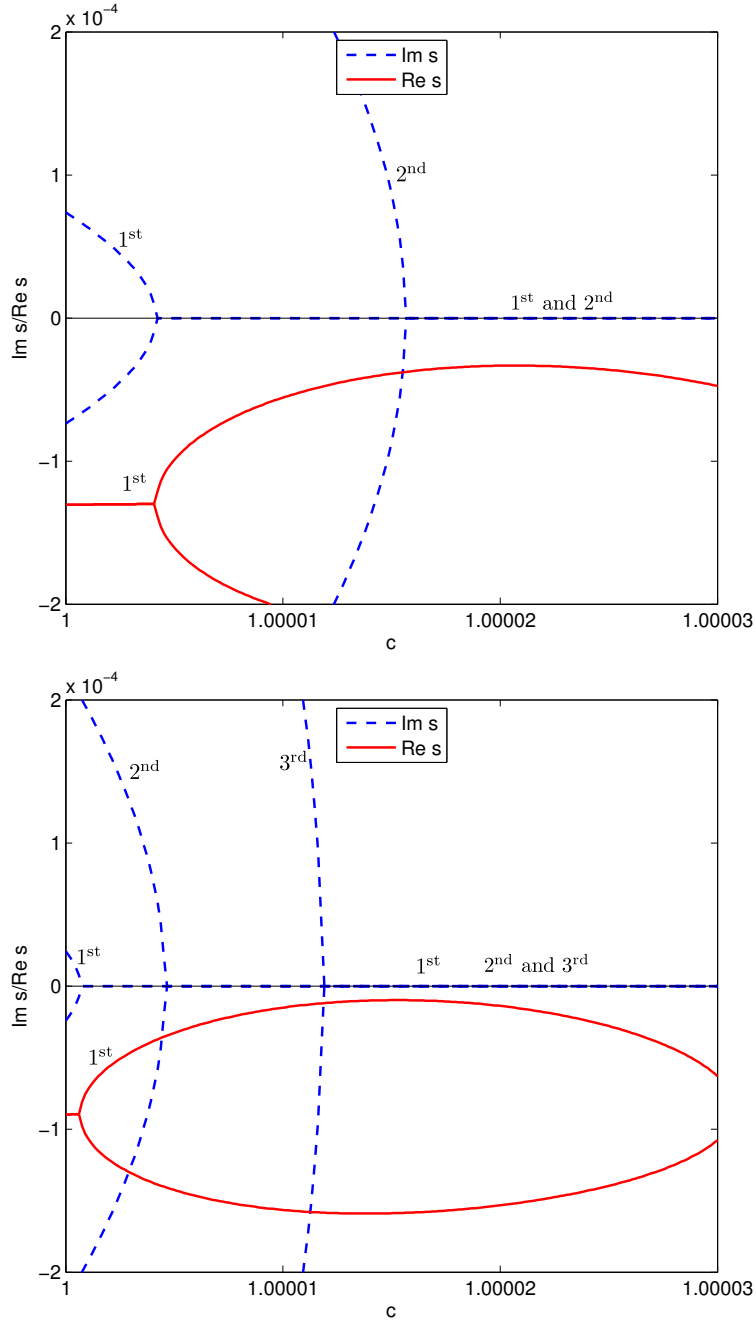 x 10⁻⁴
2
1
0
−1
−2
Im s/Re s
Im s
Re s
1ˢᵗ
2ⁿᵈ
1ˢᵗ and 2ⁿᵈ
1ˢᵗ
1
1.00001
1.00002
1.00003
c
x 10⁻⁴
2
1
0
−1
−2
Im s/Re s
Im s
Re s
2ⁿᵈ
3ʳᵈ
1ˢᵗ
1ˢᵗ
2ⁿᵈ and 3ʳᵈ
1ˢᵗ
1
1.00001
1.00002
1.00003
c